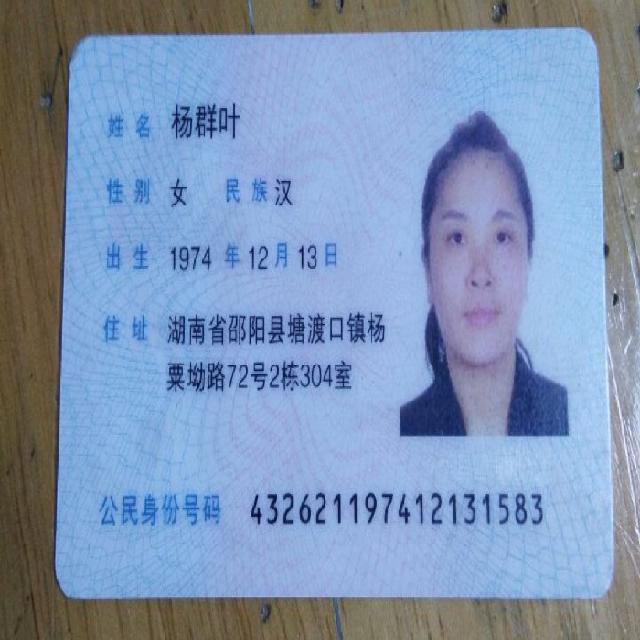 姓名 杨群叶
性别 女 民族 汉
出生 1974 年 12 月 13 日
住址 湖南省邵阳县塘渡口镇杨
粟坳路72号2栋304室
公民身份号码 432621197412131583